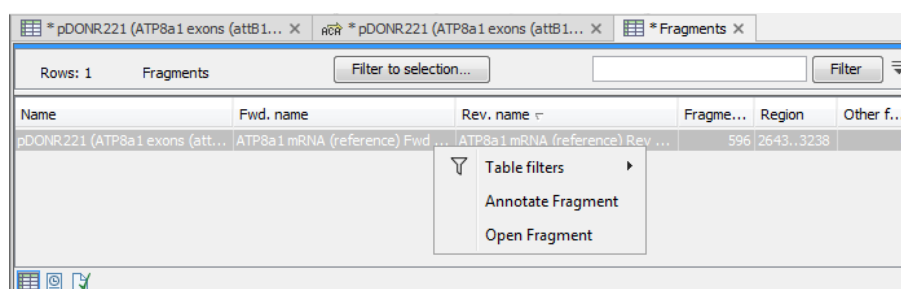 * pDONR221 (ATP8a1 exons (attB1... × * pDONR221 (ATP8a1 exons (attB1... × * Fragments ×
Rows: 1 Fragments Filter to selection... Filter
Name Fwd. name Rev. name Fragme... Region Other f...
pDONR221 (ATP8a1 exons (att... ATP8a1 mRNA (reference) Fwd ... ATP8a1 mRNA (reference) Rev ... 596 2643..3238
Table filters
Annotate Fragment
Open Fragment